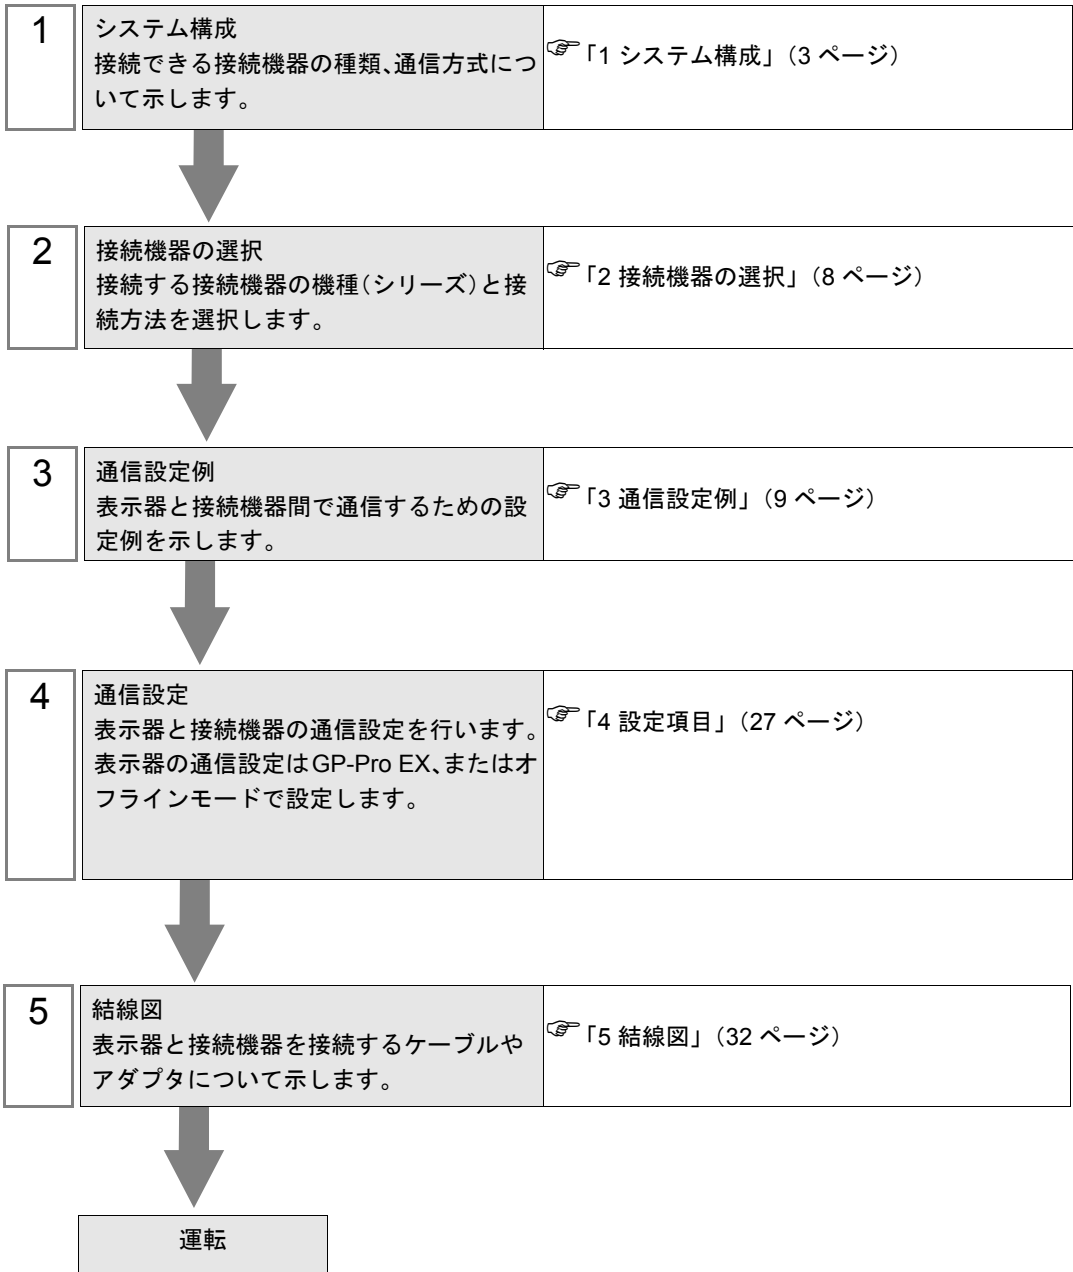 1
システム構成
接続できる接続機器の種類、通信方式につ
いて示します。
「1 システム構成」（3 ページ）
2
接続機器の選択
接続する接続機器の機種（シリーズ）と接
続方法を選択します。
「2 接続機器の選択」（8 ページ）
3
通信設定例
表示器と接続機器間で通信するための設
定例を示します。
「3 通信設定例」（9 ページ）
4
通信設定
表示器と接続機器の通信設定を行います。
表示器の通信設定はGP-Pro EX、またはオ
フラインモードで設定します。
「4 設定項目」（27 ページ）
5
結線図
表示器と接続機器を接続するケーブルや
アダプタについて示します。
「5 結線図」（32 ページ）
運転